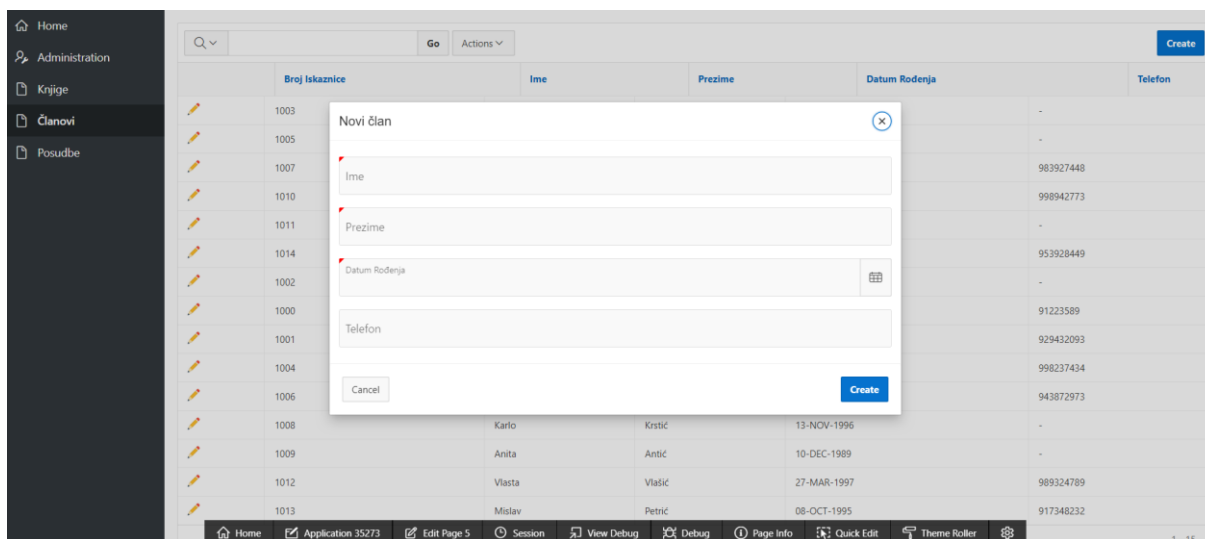 Home
Administration
Knjige
Članovi
Posudbe
Go Actions Create
Broj Iskaznice Ime Prezime Datum Rođenja Telefon
1003 -
1005 -
1007 983927448
1010 998942773
1011 -
1014 953928449
1002 -
1000 91223589
1001 929432093
1004 998237434
1006 943872973
Novi član
Ime
Prezime
Datum Rođenja
Telefon
Cancel Create
1008 Karlo Krstić 13-NOV-1996 -
1009 Anita Antić 10-DEC-1989 -
1012 Vlasta Vlašić 27-MAR-1997 989324789
1013 Mislav Petrić 08-OCT-1995 917348232
Home Application 35273 Edit Page 5 Session View Debug Debug Page Info Quick Edit Theme Roller
1 - 15